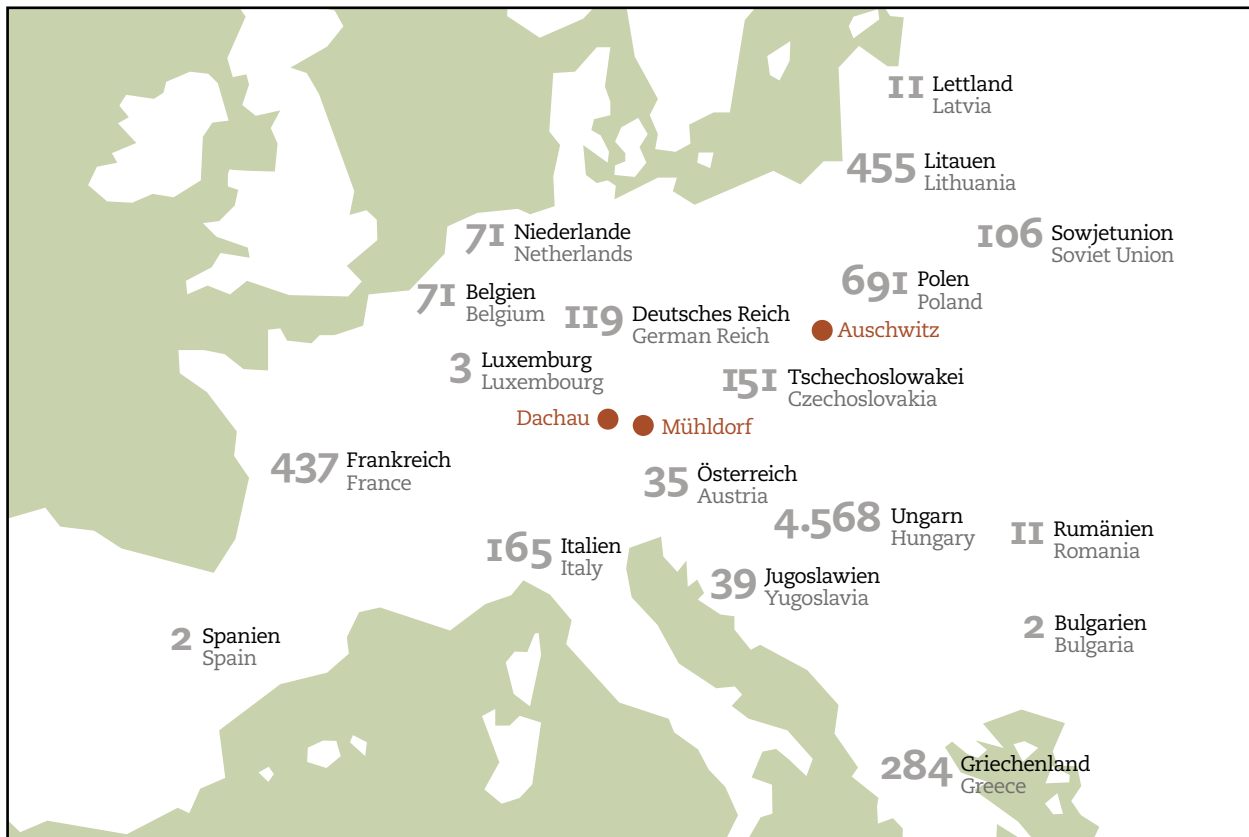 11 Lettland
Latvia
455 Litauen
Lithuania
71 Niederlande
Netherlands
106 Sowjetunion
Soviet Union
691 Polen
Poland
71 Belgien
Belgium
119 Deutsches Reich
German Reich
Auschwitz
3 Luxemburg
Luxembourg
151 Tschechoslowakei
Czechoslovakia
Dachau
Mühldorf
437 Frankreich
France
35 Österreich
Austria
4.568 Ungarn
Hungary
11 Rumänien
Romania
165 Italien
Italy
39 Jugoslawien
Yugoslavia
2 Spanien
Spain
2 Bulgarien
Bulgaria
284 Griechenland
Greece